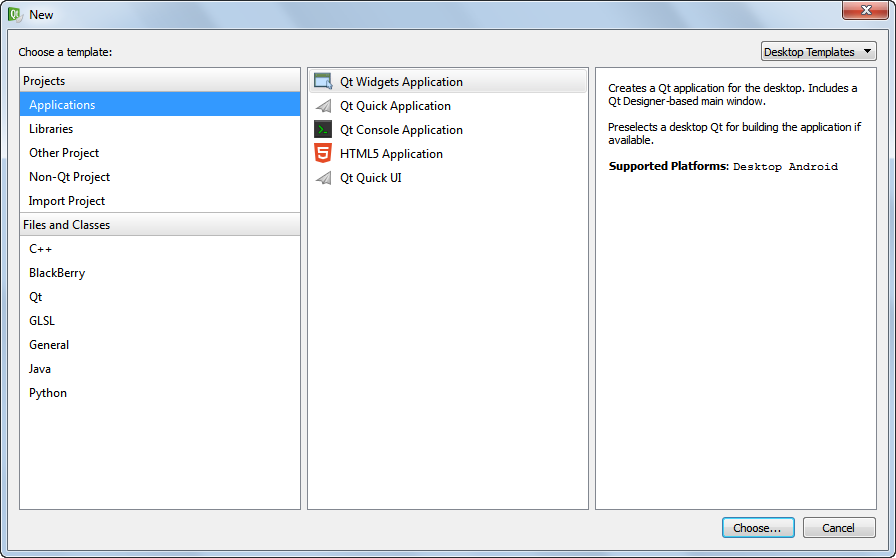 New
Choose a template:
Desktop Templates
Projects
Applications
Libraries
Other Project
Non-Qt Project
Import Project
Files and Classes
C++
BlackBerry
Qt
GLSL
General
Java
Python
Qt Widgets Application
Qt Quick Application
Qt Console Application
HTML5 Application
Qt Quick UI
Creates a Qt application for the desktop. Includes a
Qt Designer-based main window.
Preselects a desktop Qt for building the application if
available.
Supported Platforms: Desktop Android
Choose...
Cancel